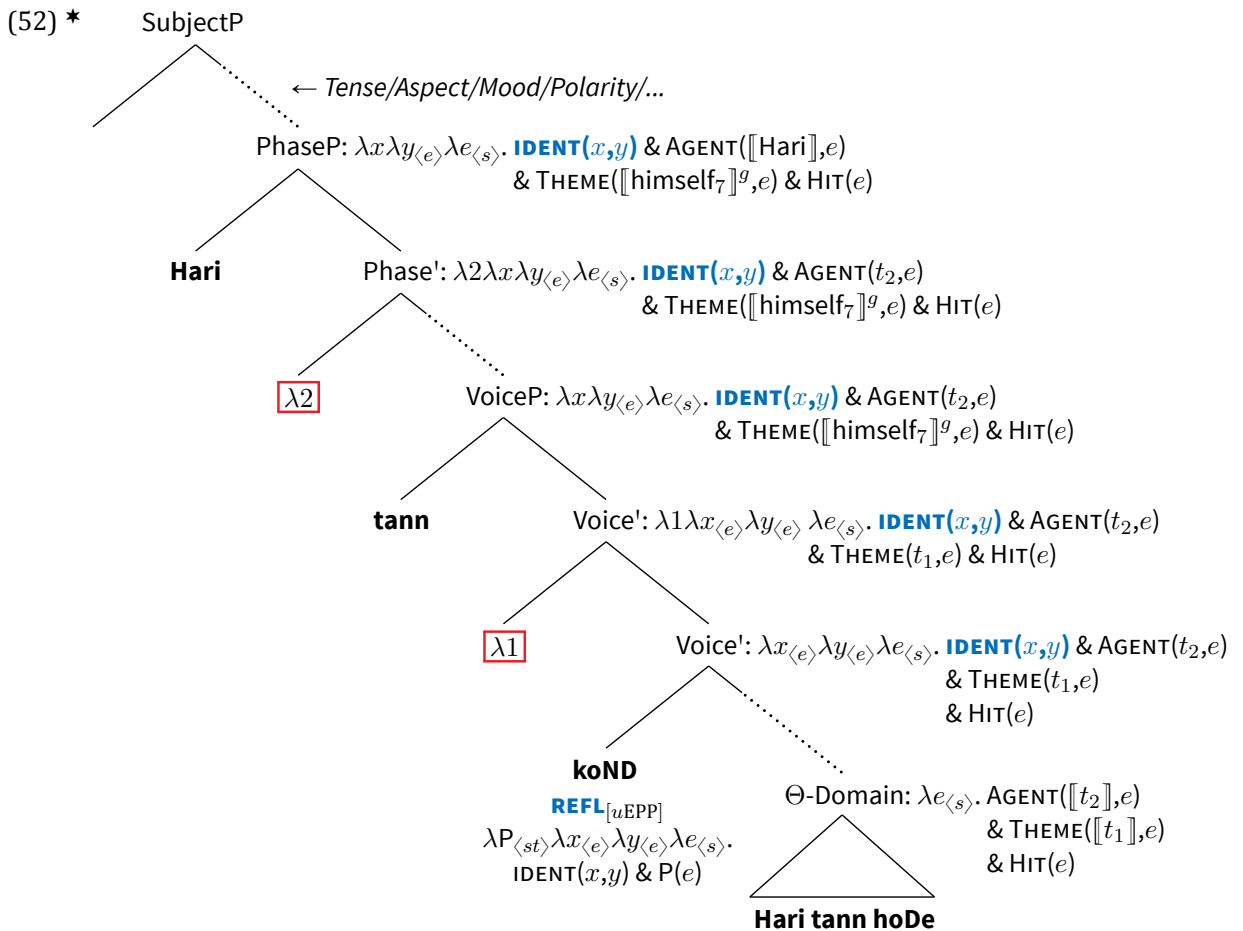 (52) ★ SubjectP
← Tense/Aspect/Mood/Polarity/...
PhaseP: λxλy⟨e⟩λe⟨s⟩. IDENT(x,y) & AGENT(⟦Hari⟧,e)
& THEME(⟦himself₇⟧ᵍ,e) & HIT(e)
Hari Phase': λ2λxλy⟨e⟩λe⟨s⟩. IDENT(x,y) & AGENT(t₂,e)
& THEME(⟦himself₇⟧ᵍ,e) & HIT(e)
λ2 VoiceP: λxλy⟨e⟩λe⟨s⟩. IDENT(x,y) & AGENT(t₂,e)
& THEME(⟦himself₇⟧ᵍ,e) & HIT(e)
tann Voice': λ1λx⟨e⟩λy⟨e⟩ λe⟨s⟩. IDENT(x,y) & AGENT(t₂,e)
& THEME(t₁,e) & HIT(e)
λ1 Voice': λx⟨e⟩λy⟨e⟩λe⟨s⟩. IDENT(x,y) & AGENT(t₂,e)
& THEME(t₁,e)
& HIT(e)
koND
REFL[uEPP] Θ-Domain: λe⟨s⟩. AGENT(⟦t₂⟧,e)
λP⟨st⟩λx⟨e⟩λy⟨e⟩λe⟨s⟩. & THEME(⟦t₁⟧,e)
IDENT(x,y) & P(e) & HIT(e)
Hari tann hoDe